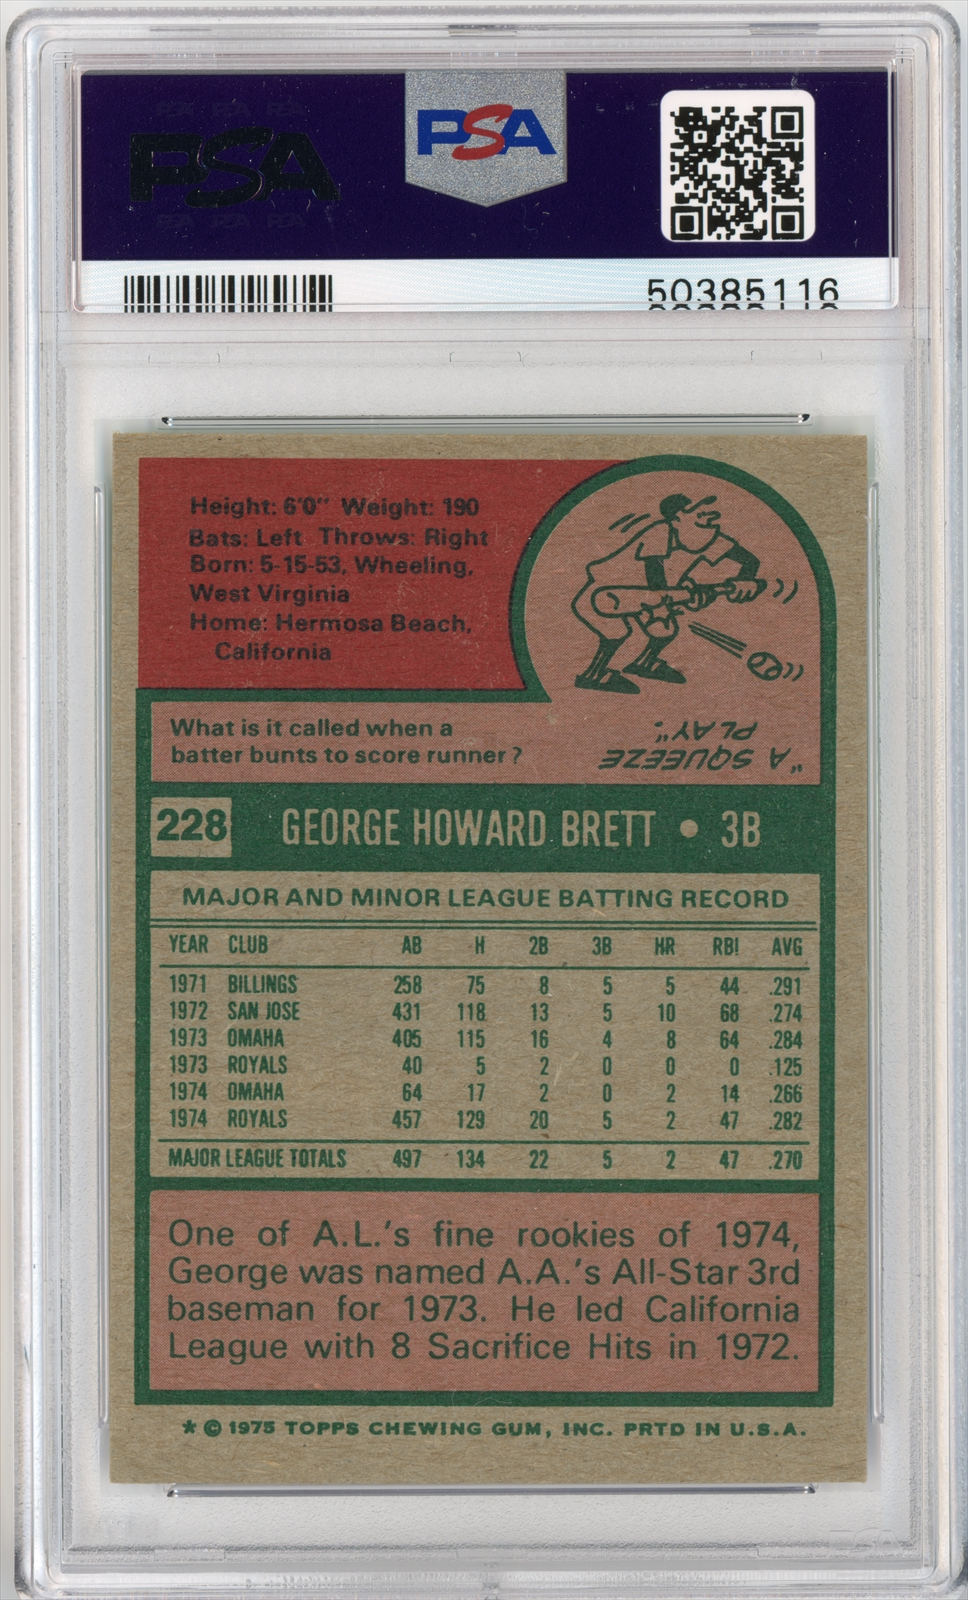 PSA
PSA
50385116
Height: 6'0" Weight: 190
Bats: Left Throws: Right
Born: 5-15-53, Wheeling,
West Virginia
Home: Hermosa Beach,
California
What is it called when a
batter bunts to score runner?
"A SQUEEZE
PLAY."
228 GEORGE HOWARD BRETT • 3B
MAJOR AND MINOR LEAGUE BATTING RECORD
YEAR CLUB AB H 2B 3B HR RBI AVG
1971 BILLINGS 258 75 8 5 5 44 .291
1972 SAN JOSE 431 118 13 5 10 68 .274
1973 OMAHA 405 115 16 4 8 64 .284
1973 ROYALS 40 5 2 0 0 0 .125
1974 OMAHA 64 17 2 0 2 14 .266
1974 ROYALS 457 129 20 5 2 47 .282
MAJOR LEAGUE TOTALS 497 134 22 5 2 47 .270
One of A.L.'s fine rookies of 1974,
George was named A.A.'s All-Star 3rd
baseman for 1973. He led California
League with 8 Sacrifice Hits in 1972.
* © 1975 TOPPS CHEWING GUM, INC. PRTD IN U.S.A.
PSA